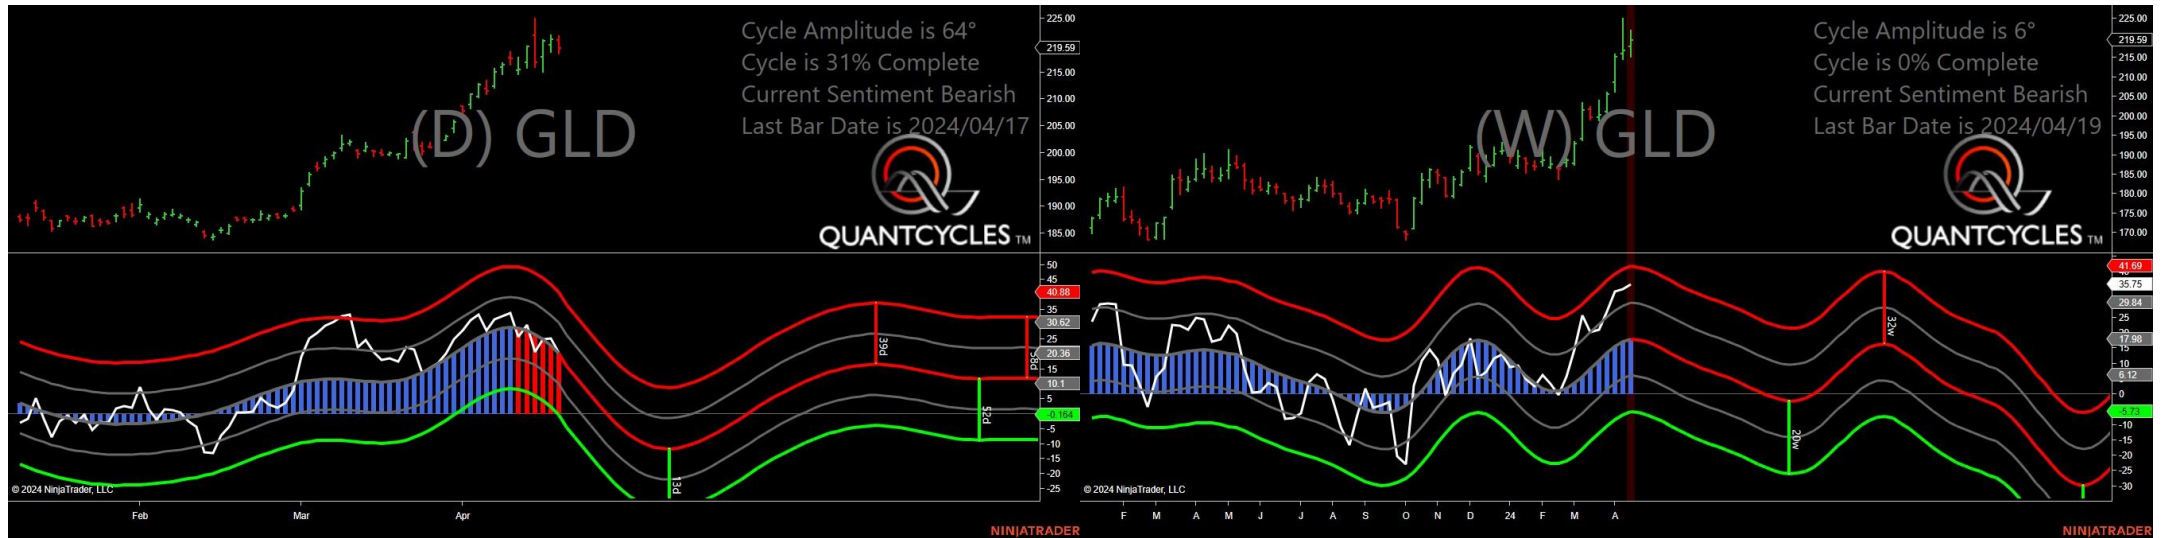 Cycle Amplitude is 64°
Cycle is 31% Complete
Current Sentiment Bearish
Last Bar Date is 2024/04/17
(D) GLD
QUANTCYCLES TM
225.00
219.59
215.00
210.00
205.00
200.00
195.00
190.00
185.00
50
45
40.88
35
30.62
25
20.36
15
10.1
5
-0.164
-5
-10
-15
-20
-25
39d
52d
13d
© 2024 NinjaTrader, LLC
Feb Mar Apr
NINJATRADER
Cycle Amplitude is 6°
Cycle is 0% Complete
Current Sentiment Bearish
Last Bar Date is 2024/04/19
(W) GLD
QUANTCYCLES TM
225.00
219.59
215.00
210.00
205.00
200.00
195.00
190.00
185.00
180.00
175.00
170.00
41.69
35.75
29.84
25
17.98
15
10
6.12
0
-5.73
-10
-15
-20
-25
-30
32w
20w
© 2024 NinjaTrader, LLC
F M A M J J A S O N D 24 F M A
NINJATRADER